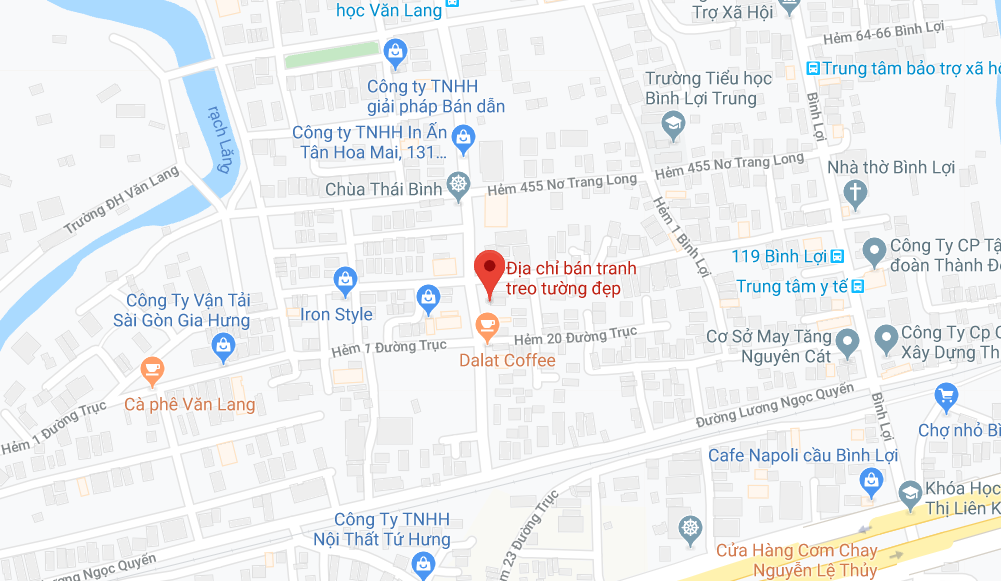 học Văn Lang
Trợ Xã Hội
Hẻm 64-66 Bình Lợi
Trung tâm bảo trợ xã hộ
Công ty TNHH
giải pháp Bán dẫn
Trường Tiểu học
Bình Lợi Trung
Bình Lợi
rạch Lăng
Công ty TNHH In Ấn
Tân Hoa Mai, 131...
Chùa Thái Bình
Hẻm 455 Nơ Trang Long
Hẻm 455 Nơ Trang Long
Nhà thờ Bình Lợi
Trường ĐH Văn Lang
Hẻm 1 Bình Lợi
119 Bình Lợi
Công Ty CP Tậ
đoàn Thành Đô
Địa chỉ bán tranh
treo tường đẹp
Trung tâm y tế
Công Ty Vận Tải
Sài Gòn Gia Hưng
Iron Style
Hẻm 1 Đường Trục
Hẻm 20 Đường Trục
Dalat Coffee
Cơ Sở May Tăng
Nguyên Cát
Công Ty Cp
Xây Dựng Th
Cà phê Văn Lang
Hẻm 1 Đường Trục
Đường Lương Ngọc Quyến
Bình Lợi
Chợ nhỏ Bì
Cafe Napoli cầu Bình Lợi
Khóa Học
Thị Liên K
Công Ty TNHH
Nội Thất Tứ Hưng
Hẻm 23 Đường Trục
Lương Ngọc Quyến
Cửa Hàng Cơm Chay
Nguyễn Lệ Thủy